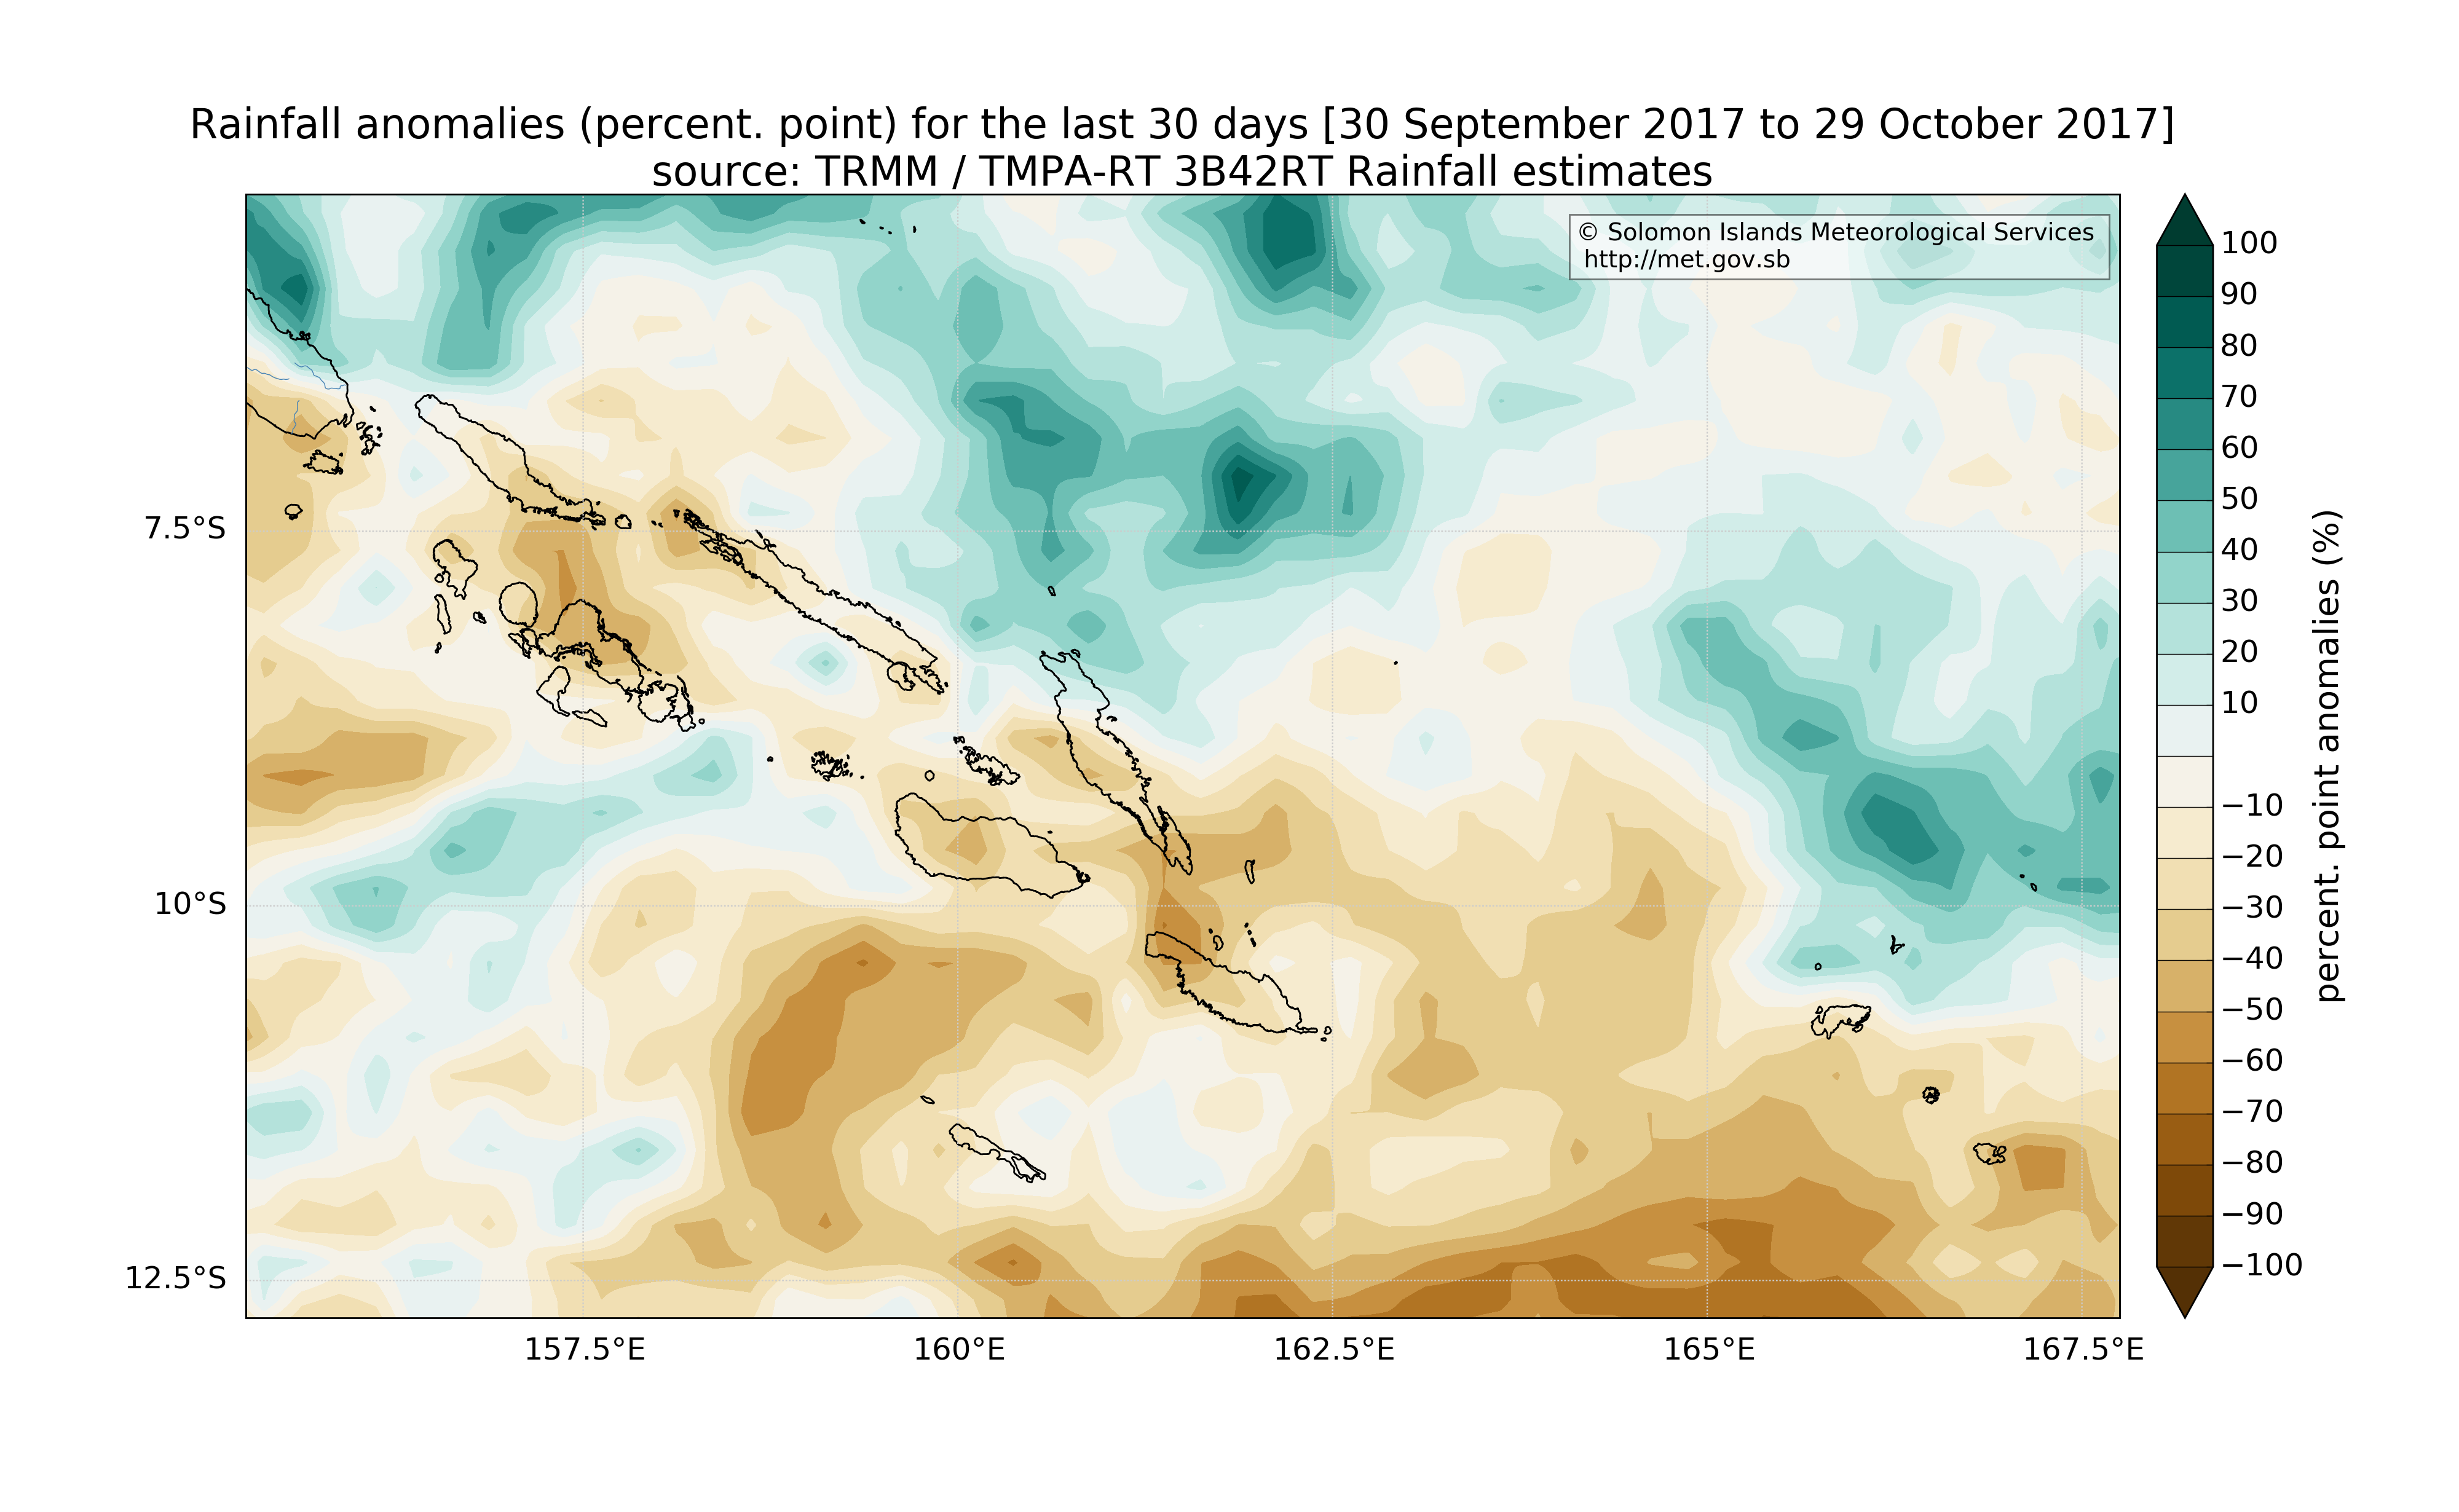 Rainfall anomalies (percent. point) for the last 30 days [30 September 2017 to 29 October 2017]
source: TRMM / TMPA-RT 3B42RT Rainfall estimates
© Solomon Islands Meteorological Services
http://met.gov.sb
7.5°S
10°S
12.5°S
157.5°E
160°E
162.5°E
165°E
167.5°E
100
90
80
70
60
50
40
30
20
10
−10
−20
−30
−40
−50
−60
−70
−80
−90
−100
percent. point anomalies (%)